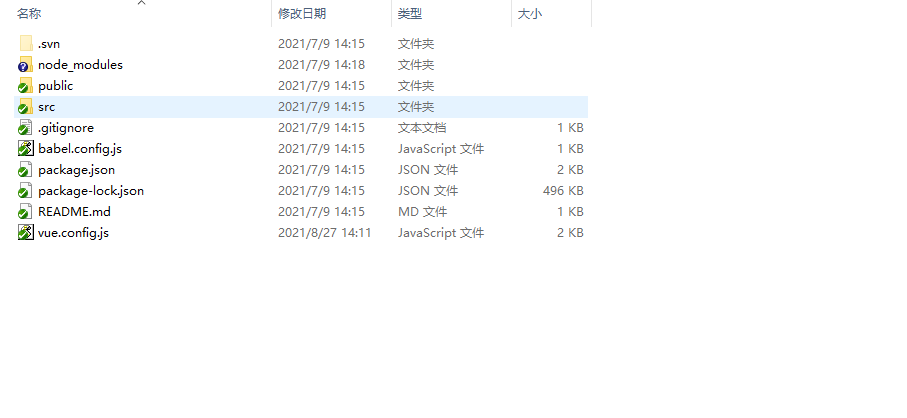 名称 修改日期 类型 大小
.svn 2021/7/9 14:15 文件夹
node_modules 2021/7/9 14:18 文件夹
public 2021/7/9 14:15 文件夹
src 2021/7/9 14:15 文件夹
.gitignore 2021/7/9 14:15 文本文档 1 KB
babel.config.js 2021/7/9 14:15 JavaScript 文件 1 KB
package.json 2021/7/9 14:15 JSON 文件 2 KB
package-lock.json 2021/7/9 14:15 JSON 文件 496 KB
README.md 2021/7/9 14:15 MD 文件 1 KB
vue.config.js 2021/8/27 14:11 JavaScript 文件 2 KB